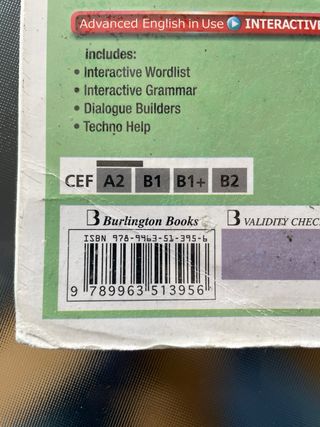 Advanced English in Use INTERACTIVE
includes:
• Interactive Wordlist
• Interactive Grammar
• Dialogue Builders
• Techno Help
CEF A2 B1 B1+ B2
B Burlington Books
B VALIDITY CHEC
ISBN 978-9963-51-395-6
9 789963 513956